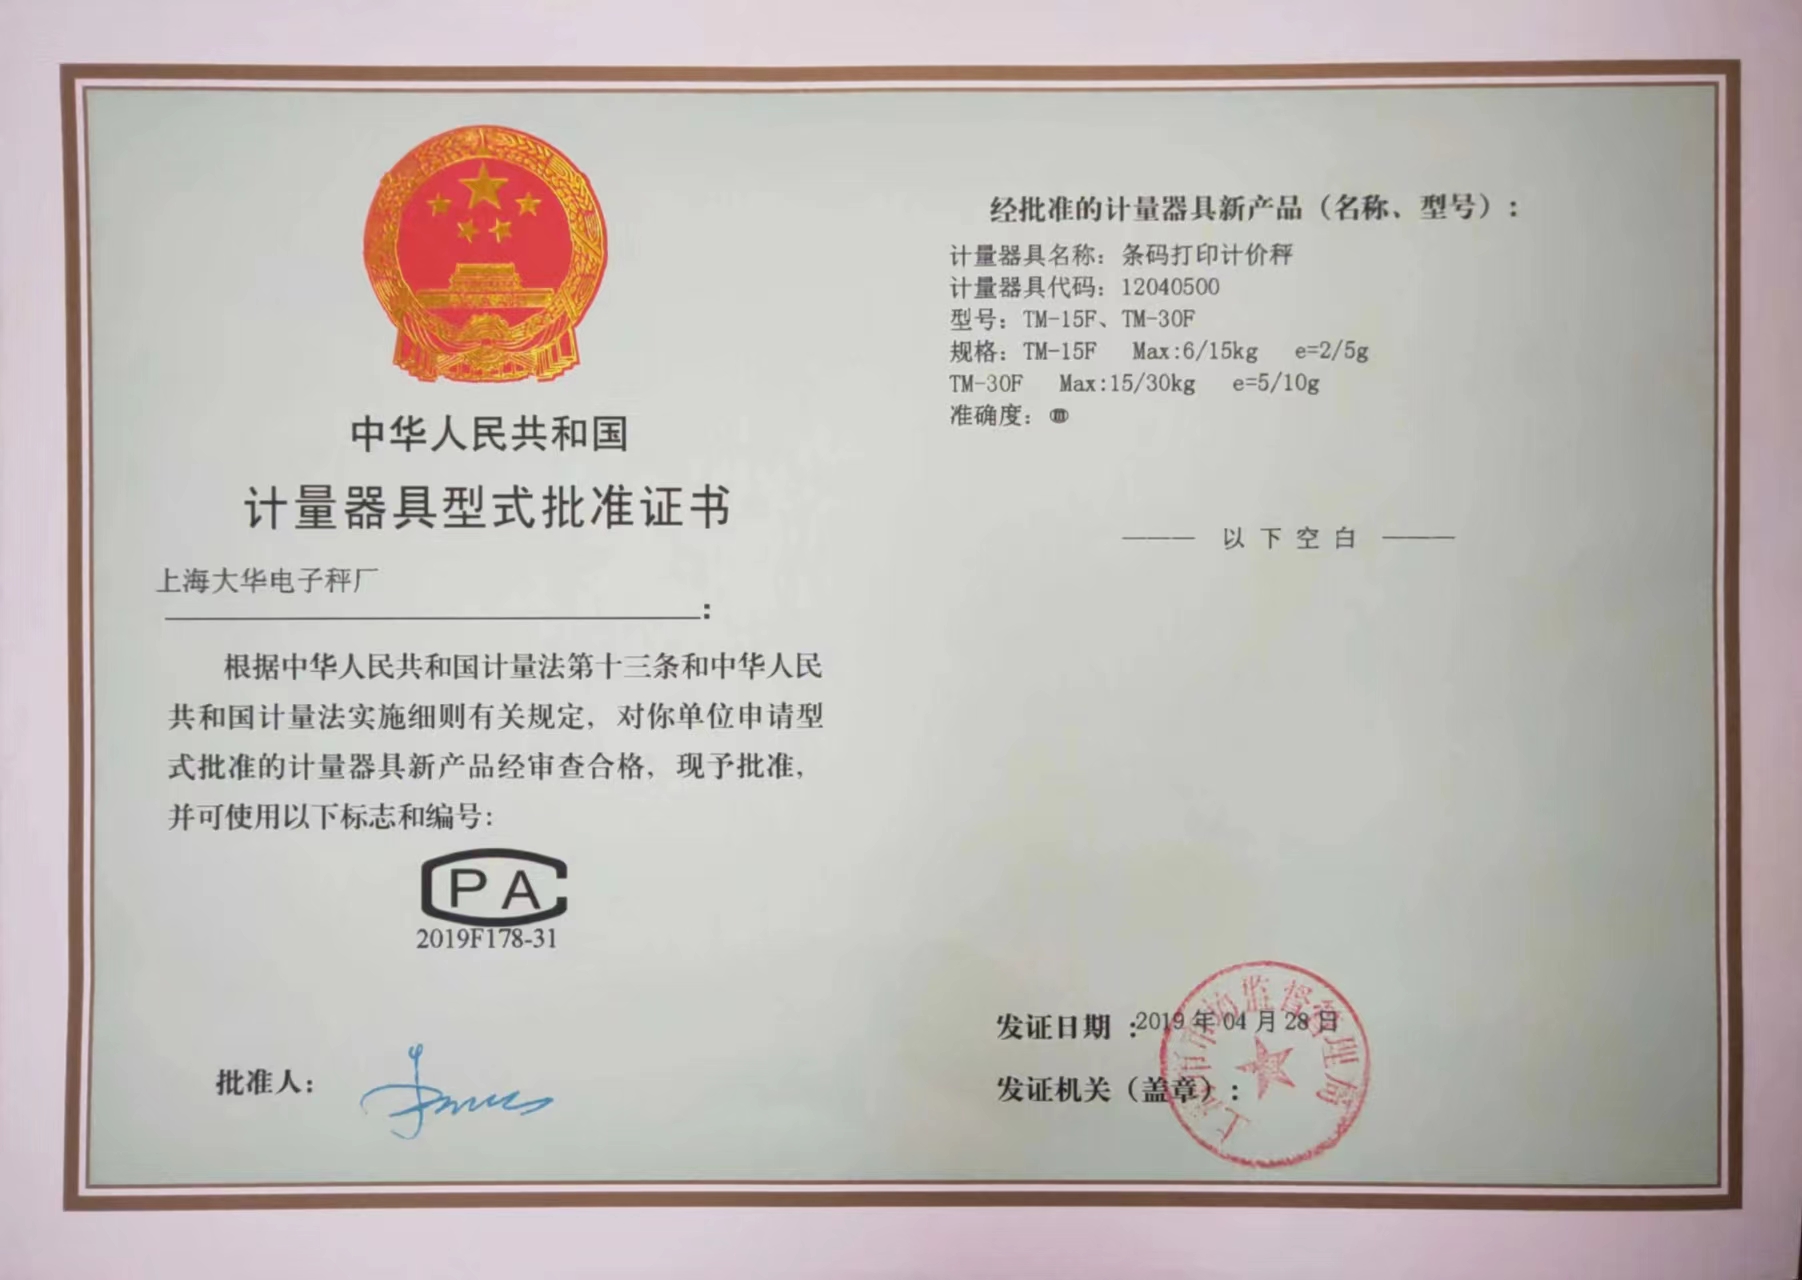 中华人民共和国
计量器具型式批准证书
上海大华电子秤厂
:
根据中华人民共和国计量法第十三条和中华人民
共和国计量法实施细则有关规定，对你单位申请型
式批准的计量器具新产品经审查合格，现予批准，
并可使用以下标志和编号：
CPA
2019F178-31
批准人：
经批准的计量器具新产品（名称、型号）：
计量器具名称：条码打印计价秤
计量器具代码：12040500
型号：TM-15F、TM-30F
规格：TM-15F Max:6/15kg e=2/5g
TM-30F Max:15/30kg e=5/10g
准确度：Ⅲ
—— 以下空白 ——
发证日期：2019年04月28日
发证机关（盖章）：
上海市市场监督管理局